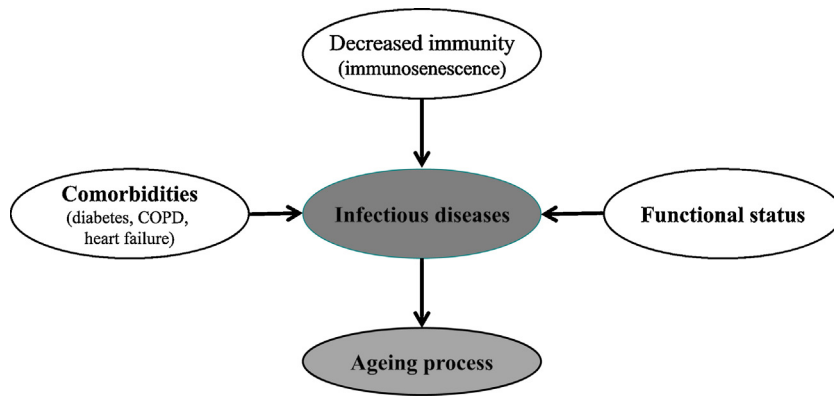 Decreased immunity
(immunosenescence)
Comorbidities
(diabetes, COPD,
heart failure)
Infectious diseases
Functional status
Ageing process